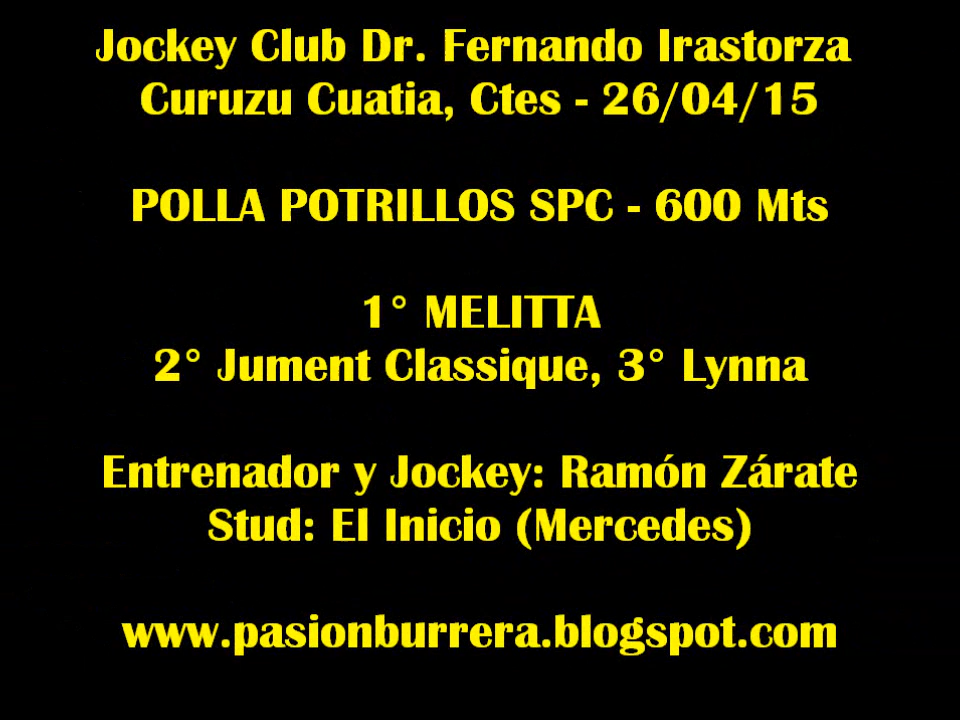 Jockey Club Dr. Fernando Irastorza
Curuzu Cuatia, Ctes - 26/04/15
POLLA POTRILLOS SPC - 600 Mts
1° MELITTA
2° Jument Classique, 3° Lynna
Entrenador y Jockey: Ramón Zárate
Stud: El Inicio (Mercedes)
www.pasionburrera.blogspot.com